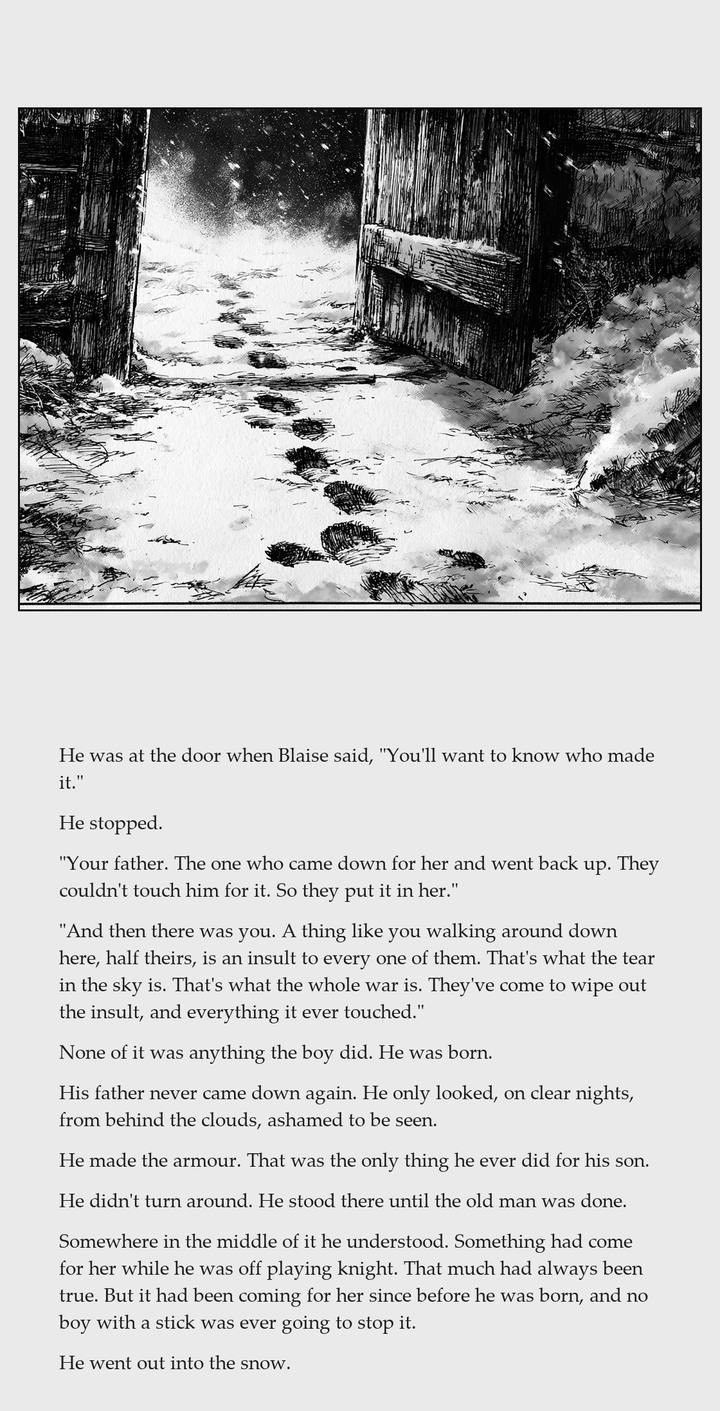 He was at the door when Blaise said, "You'll want to know who made
it."
He stopped.
"Your father. The one who came down for her and went back up. They
couldn't touch him for it. So they put it in her."
"And then there was you. A thing like you walking around down
here, half theirs, is an insult to every one of them. That's what the tear
in the sky is. That's what the whole war is. They've come to wipe out
the insult, and everything it ever touched."
None of it was anything the boy did. He was born.
His father never came down again. He only looked, on clear nights,
from behind the clouds, ashamed to be seen.
He made the armour. That was the only thing he ever did for his son.
He didn't turn around. He stood there until the old man was done.
Somewhere in the middle of it he understood. Something had come
for her while he was off playing knight. That much had always been
true. But it had been coming for her since before he was born, and no
boy with a stick was ever going to stop it.
He went out into the snow.